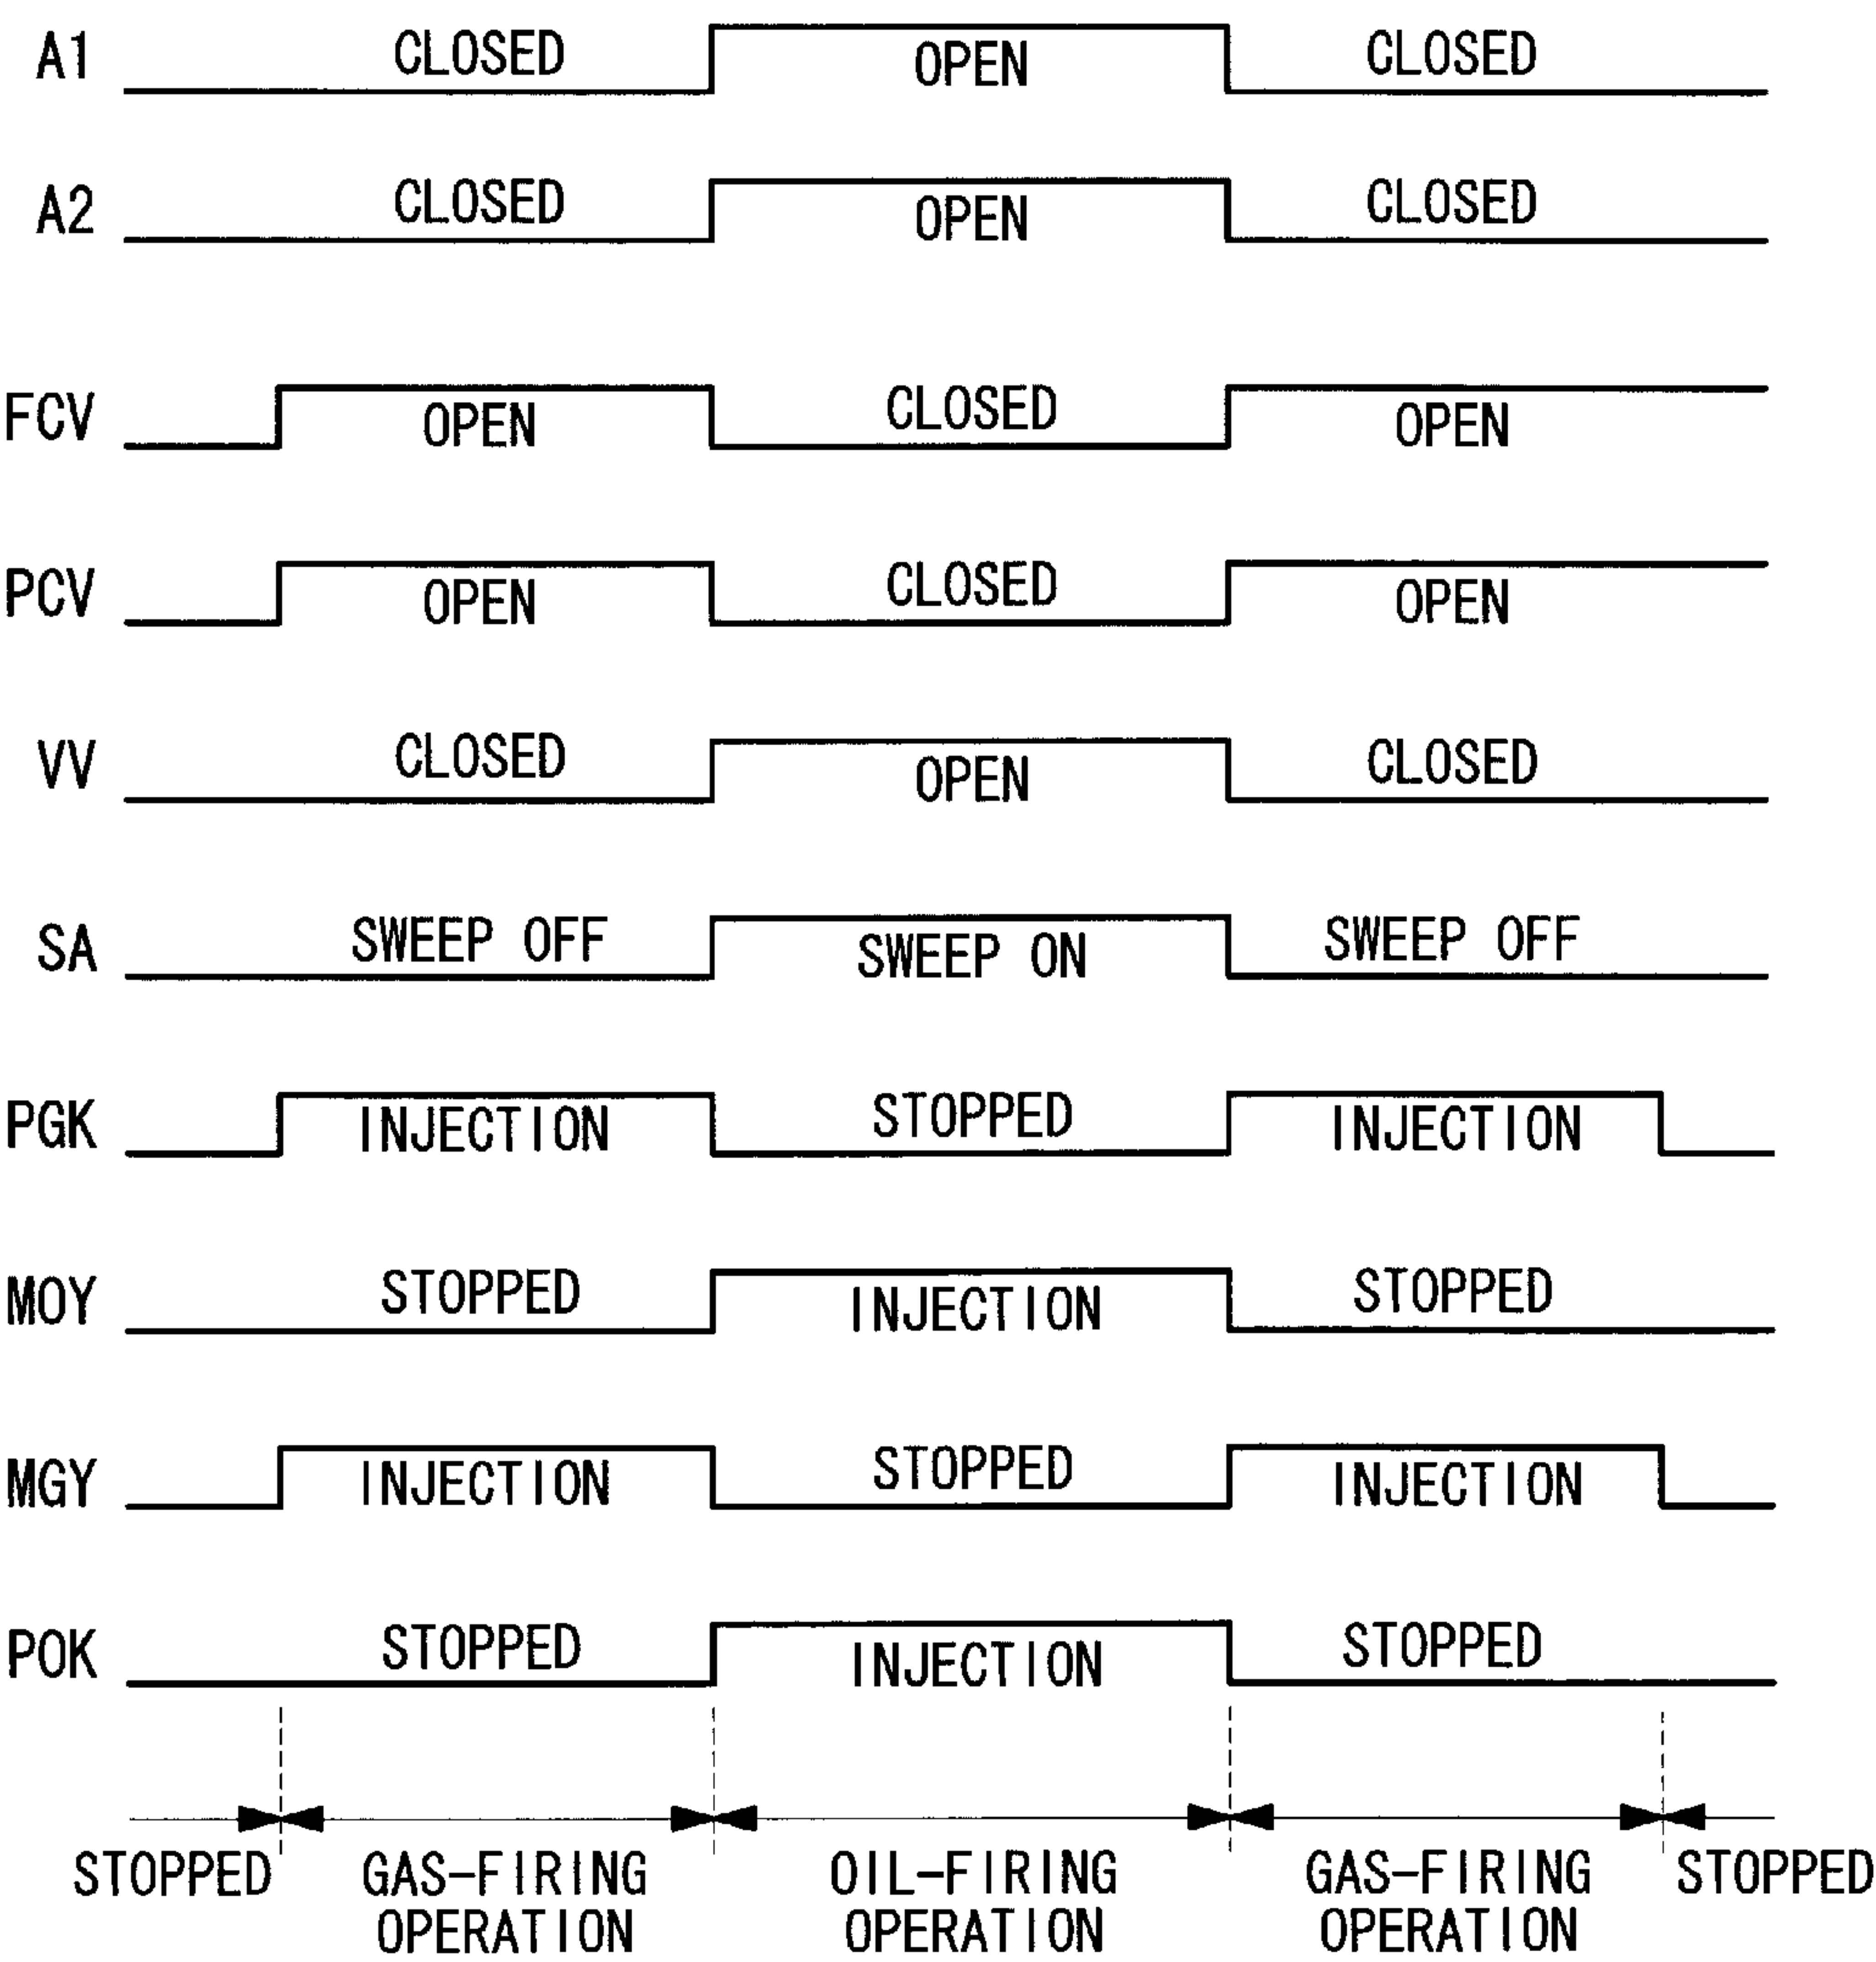 A1 CLOSED OPEN CLOSED
A2 CLOSED OPEN CLOSED
FCV OPEN CLOSED OPEN
PCV OPEN CLOSED OPEN
VV CLOSED OPEN CLOSED
SA SWEEP OFF SWEEP ON SWEEP OFF
PGK INJECTION STOPPED INJECTION
MOY STOPPED INJECTION STOPPED
MGY INJECTION STOPPED INJECTION
POK STOPPED INJECTION STOPPED
STOPPED GAS-FIRING OIL-FIRING GAS-FIRING STOPPED
OPERATION OPERATION OPERATION